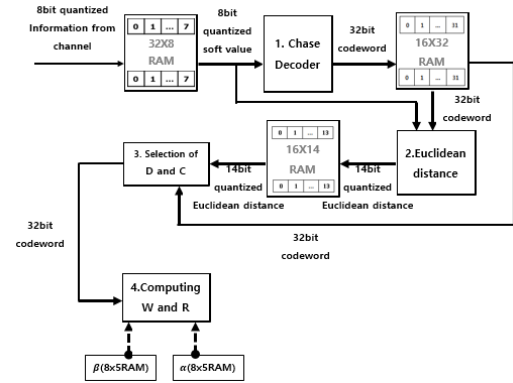 8bit quantized
Information from
channel
0 1 ... 7
32X8
RAM
0 1 ... 7
8bit
quantized
soft value
1. Chase
Decoder
32bit
codeword
0 1 ... 31
16X32
RAM
0 1 ... 31
32bit
codeword
2.Euclidean
distance
14bit
quantized
Euclidean distance
0 1 ... 13
16X14
RAM
0 1 ... 13
14bit
quantized
Euclidean distance
3. Selection of
D and C
32bit
codeword
32bit
codeword
4.Computing
W and R
β(8x5RAM)
α(8x5RAM)